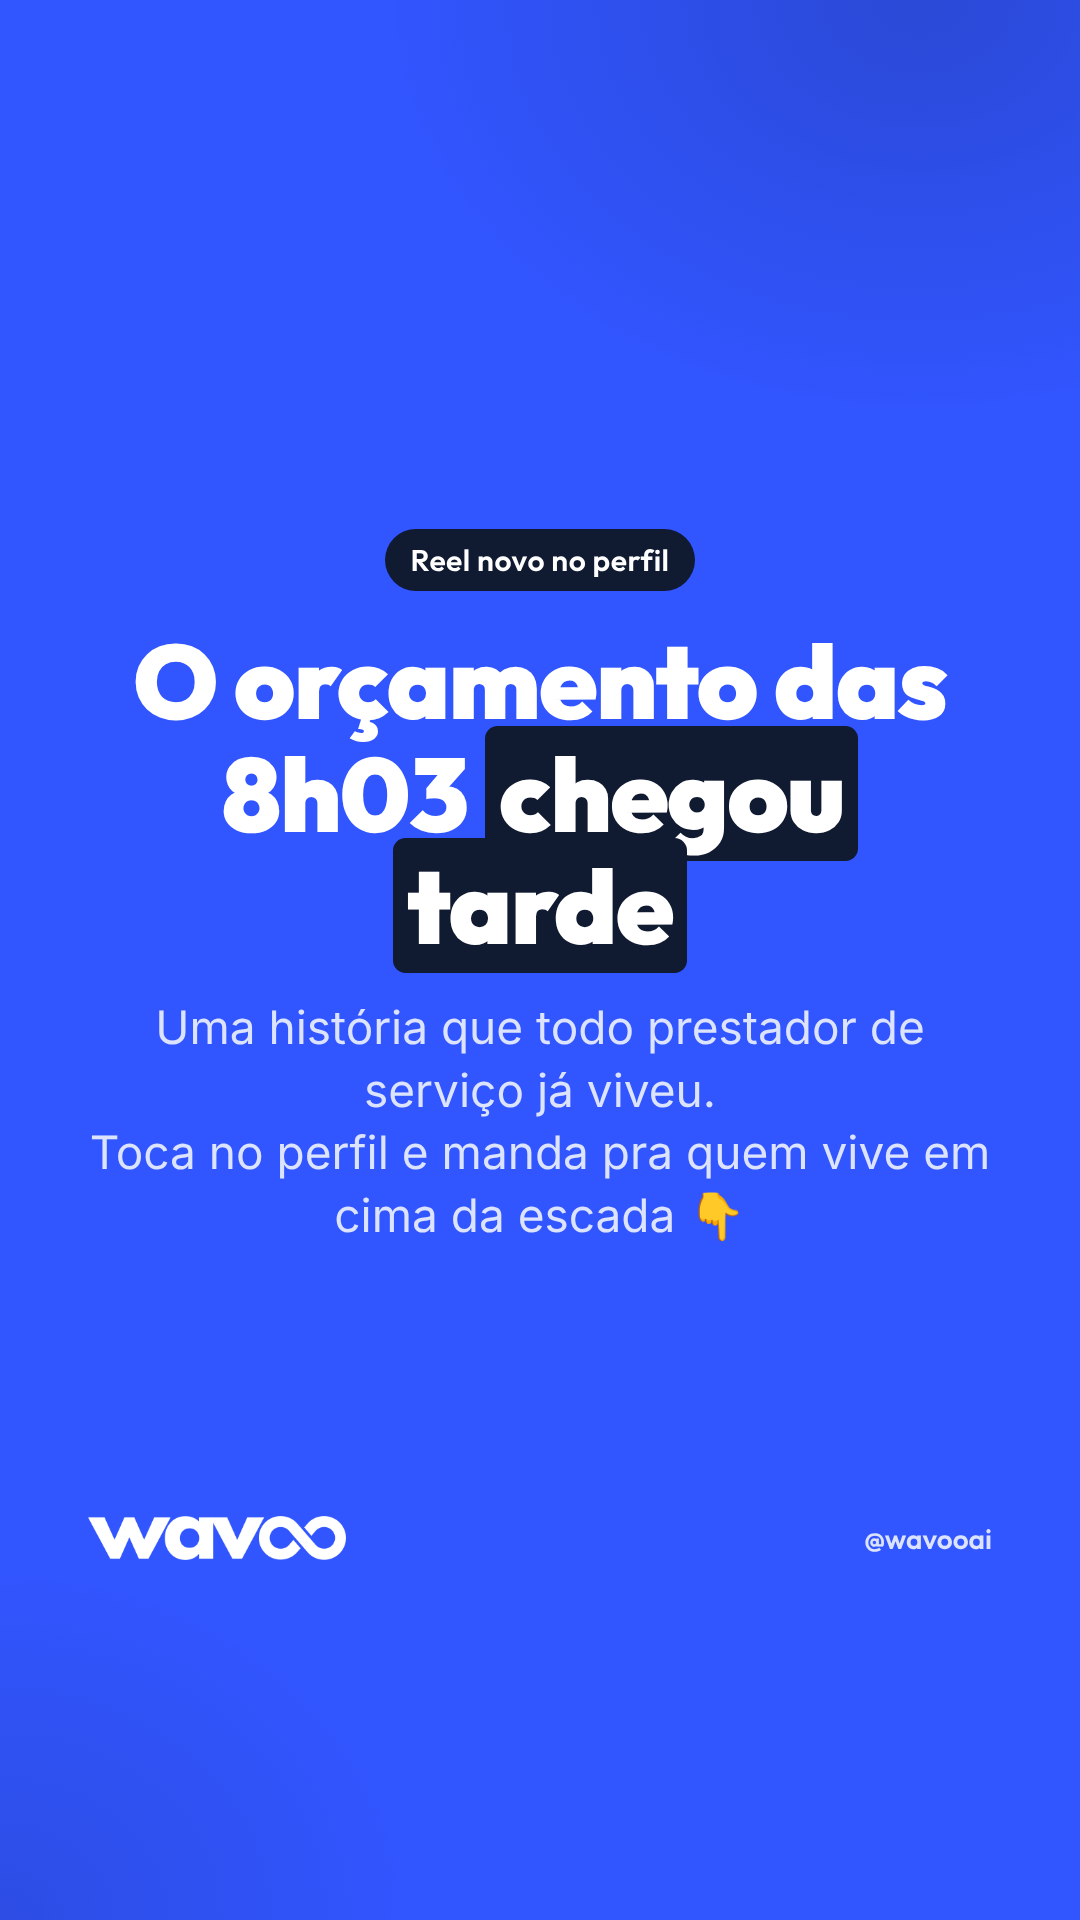 Reel novo no perfil
O orçamento das
8h03 chegou
tarde
Uma história que todo prestador de
serviço já viveu.
Toca no perfil e manda pra quem vive em
cima da escada 👇
wavoo
@wavooai